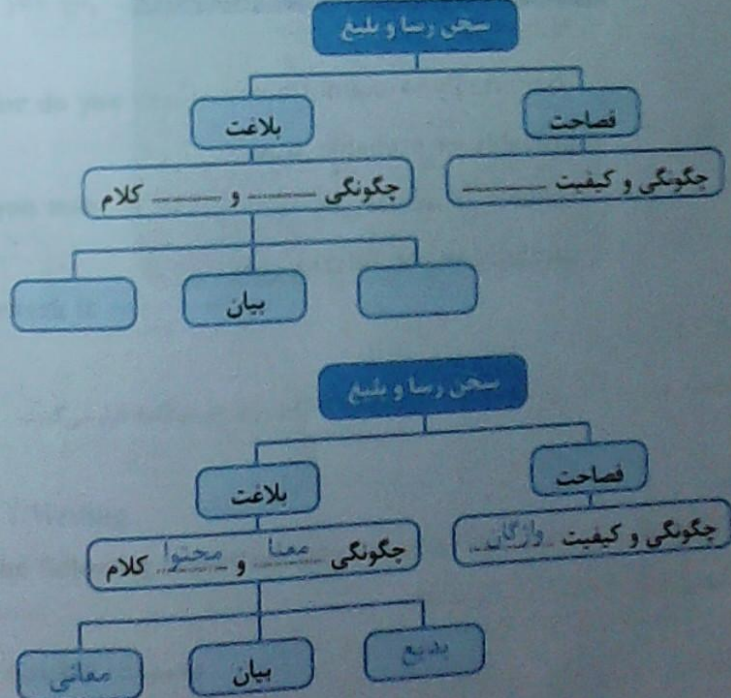 سخن رسا و بلیغ
فصاحت
بلاغت
چگونگی و کیفیت ............
چگونگی ............ و ............ کلام
بیان
سخن رسا و بلیغ
فصاحت
بلاغت
چگونگی و کیفیت واژگان
چگونگی معنا و محتوا کلام
بدیع
بیان
معانی